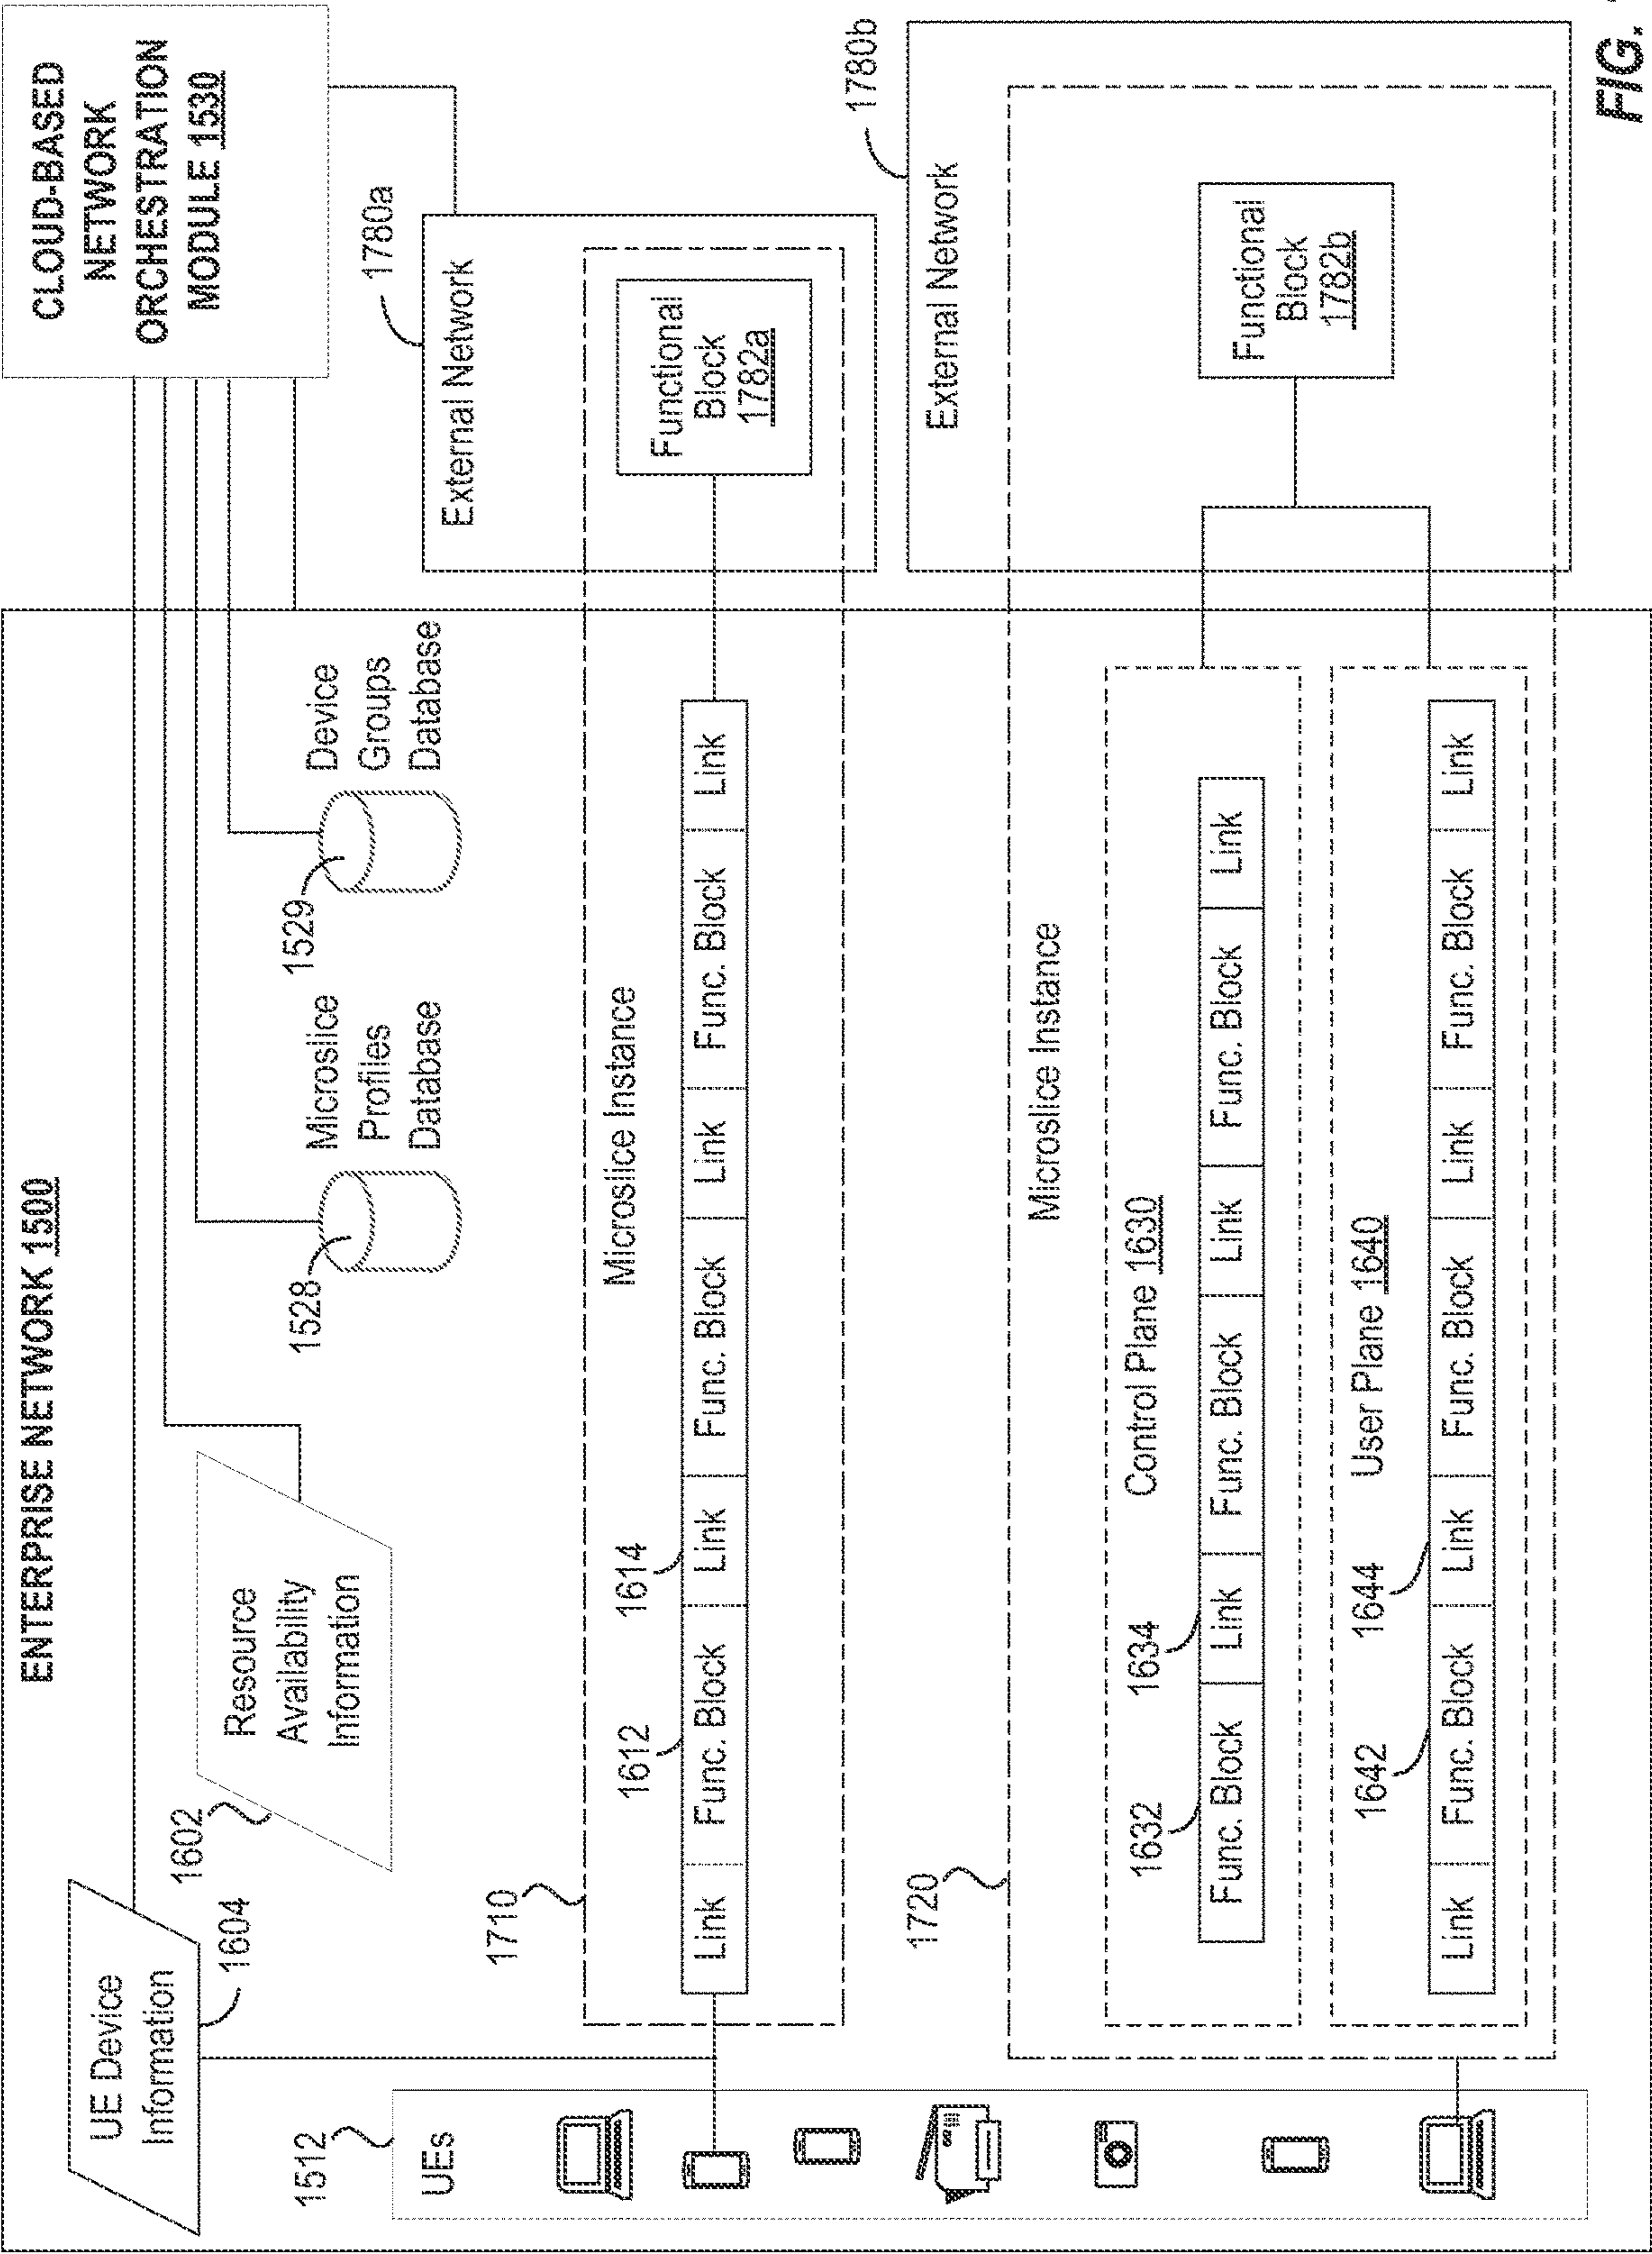 ENTERPRISE NETWORK 1500
CLOUD-BASED
NETWORK
ORCHESTRATION
MODULE 1530
UE Device
Information
1604
1602
Resource
Availability
Information
1528
Microslice
Profiles
Database
1529
Device
Groups
Database
1780a
External Network
Functional
Block
1782a
1710
Microslice Instance
1612
1614
Link
Func. Block
Link
Func. Block
Link
Func. Block
Link
1512
UEs
1720
Microslice Instance
Control Plane 1630
1632
1634
Func. Block
Link
Func. Block
Link
Func. Block
Link
User Plane 1640
1642
1644
Link
Func. Block
Link
Func. Block
Link
Func. Block
Link
1780b
External Network
Functional
Block
1782b
FIG.